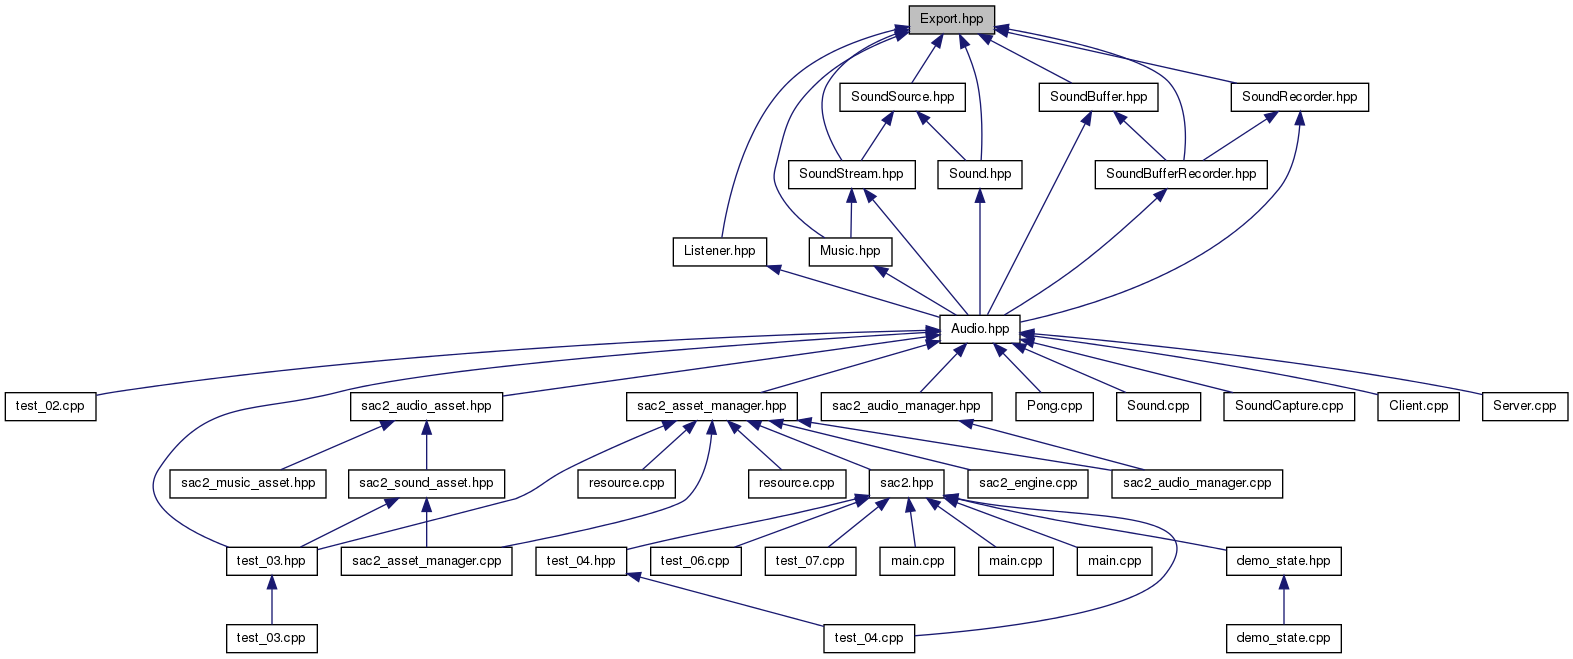 Export.hpp
SoundSource.hpp
SoundBuffer.hpp
SoundRecorder.hpp
SoundStream.hpp
Sound.hpp
SoundBufferRecorder.hpp
Listener.hpp
Music.hpp
Audio.hpp
test_02.cpp
sac2_audio_asset.hpp
sac2_asset_manager.hpp
sac2_audio_manager.hpp
Pong.cpp
Sound.cpp
SoundCapture.cpp
Client.cpp
Server.cpp
sac2_music_asset.hpp
sac2_sound_asset.hpp
resource.cpp
resource.cpp
sac2.hpp
sac2_engine.cpp
sac2_audio_manager.cpp
test_03.hpp
sac2_asset_manager.cpp
test_04.hpp
test_06.cpp
test_07.cpp
main.cpp
main.cpp
main.cpp
demo_state.hpp
test_03.cpp
test_04.cpp
demo_state.cpp